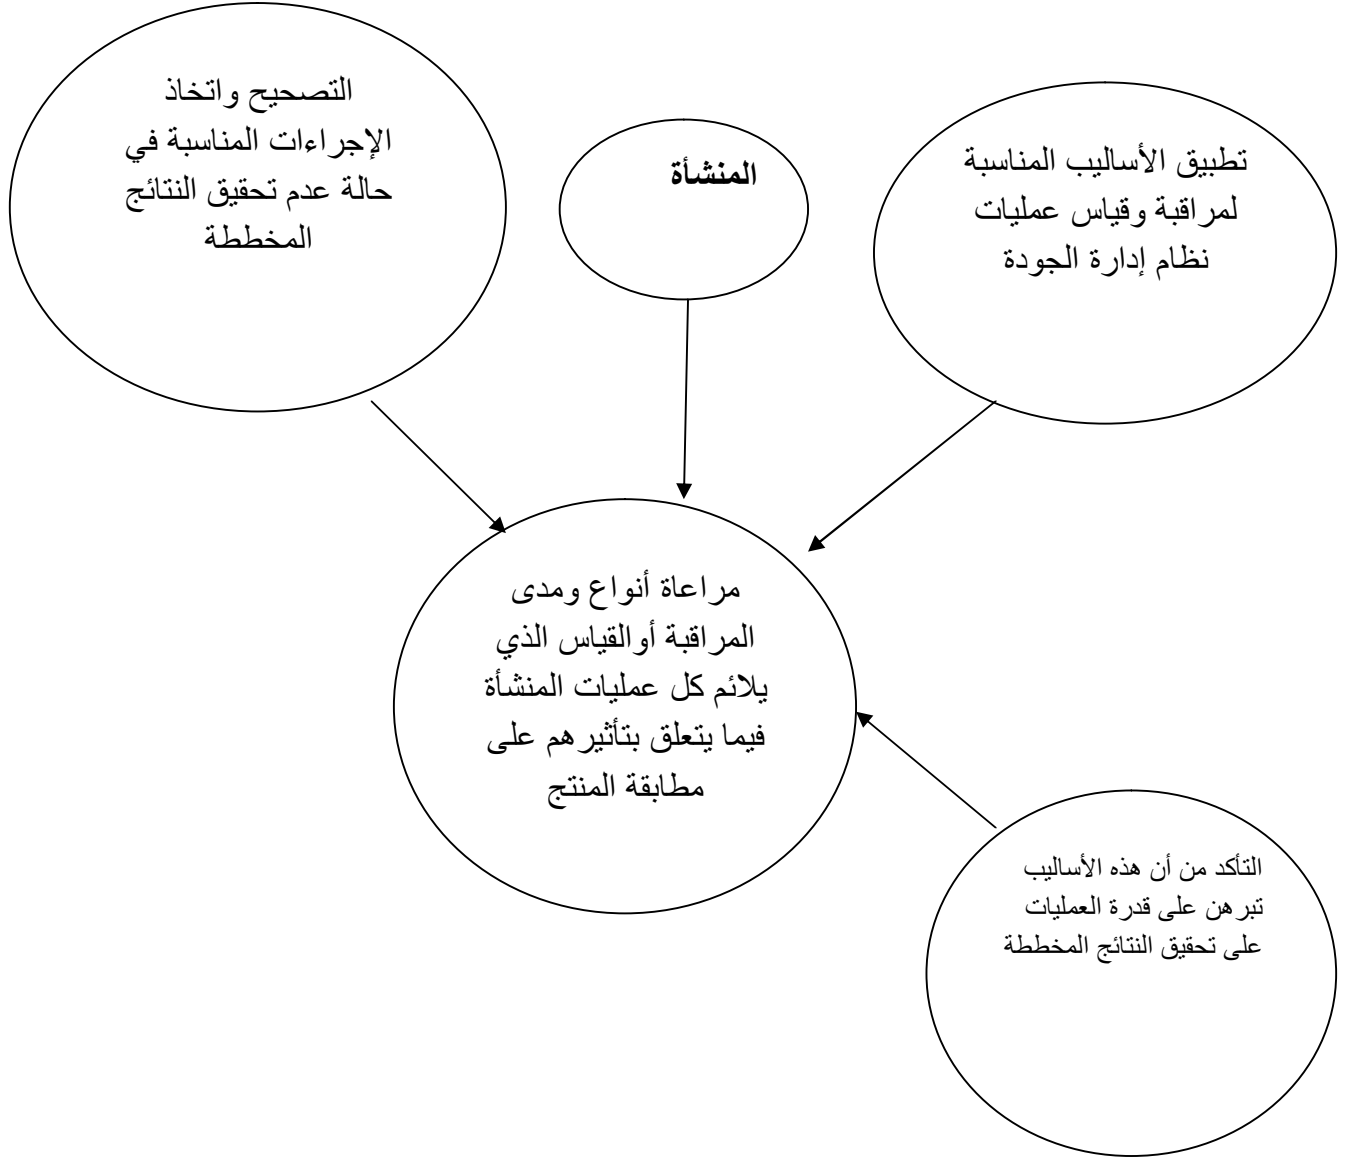 تطبيق الأساليب المناسبة
لمراقبة وقياس عمليات
نظام إدارة الجودة
المنشأة
التصحيح واتخاذ
الإجراءات المناسبة في
حالة عدم تحقيق النتائج
المخططة
مراعاة أنواع ومدى
المراقبة أوالقياس الذي
يلائم كل عمليات المنشأة
فيما يتعلق بتأثيرهم على
مطابقة المنتج
التأكد من أن هذه الأساليب
تبرهن على قدرة العمليات
على تحقيق النتائج المخططة